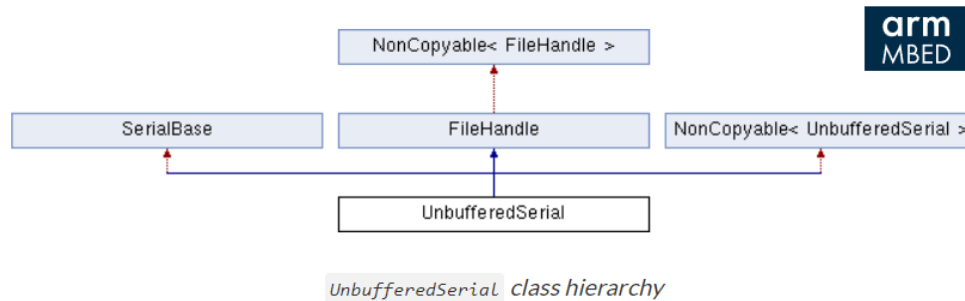 arm
MBED
NonCopyable< FileHandle >
SerialBase
FileHandle
NonCopyable< UnbufferedSerial >
UnbufferedSerial
UnbufferedSerial class hierarchy